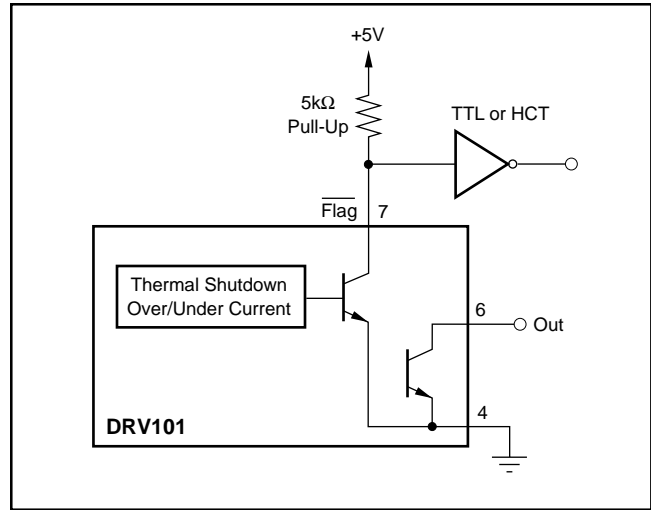 +5V
5kΩ
Pull-Up
TTL or HCT
Flag
7
Thermal Shutdown
Over/Under Current
6
Out
4
DRV101